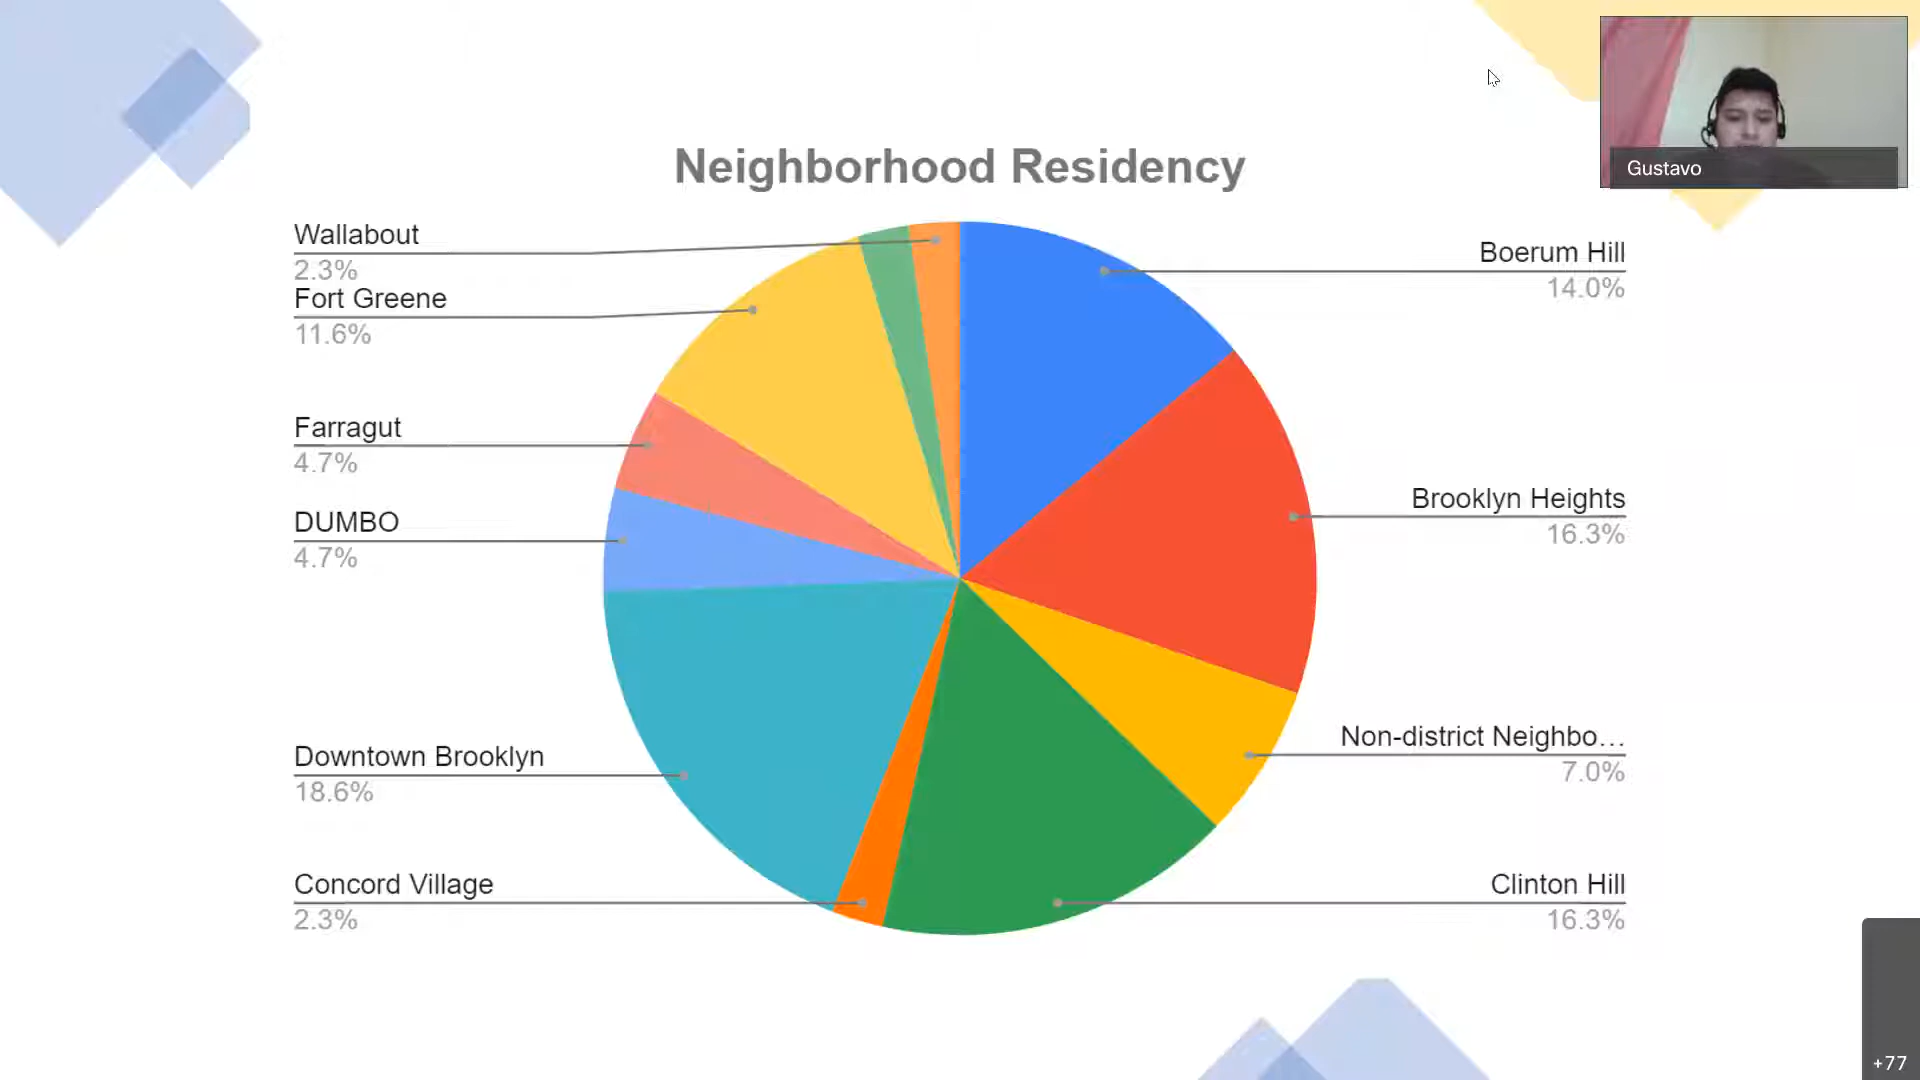 Gustavo
Neighborhood Residency
Wallabout
2.3%
Fort Greene
11.6%
Farragut
4.7%
DUMBO
4.7%
Downtown Brooklyn
18.6%
Concord Village
2.3%
Boerum Hill
14.0%
Brooklyn Heights
16.3%
Non-district Neighbo…
7.0%
Clinton Hill
16.3%
+77